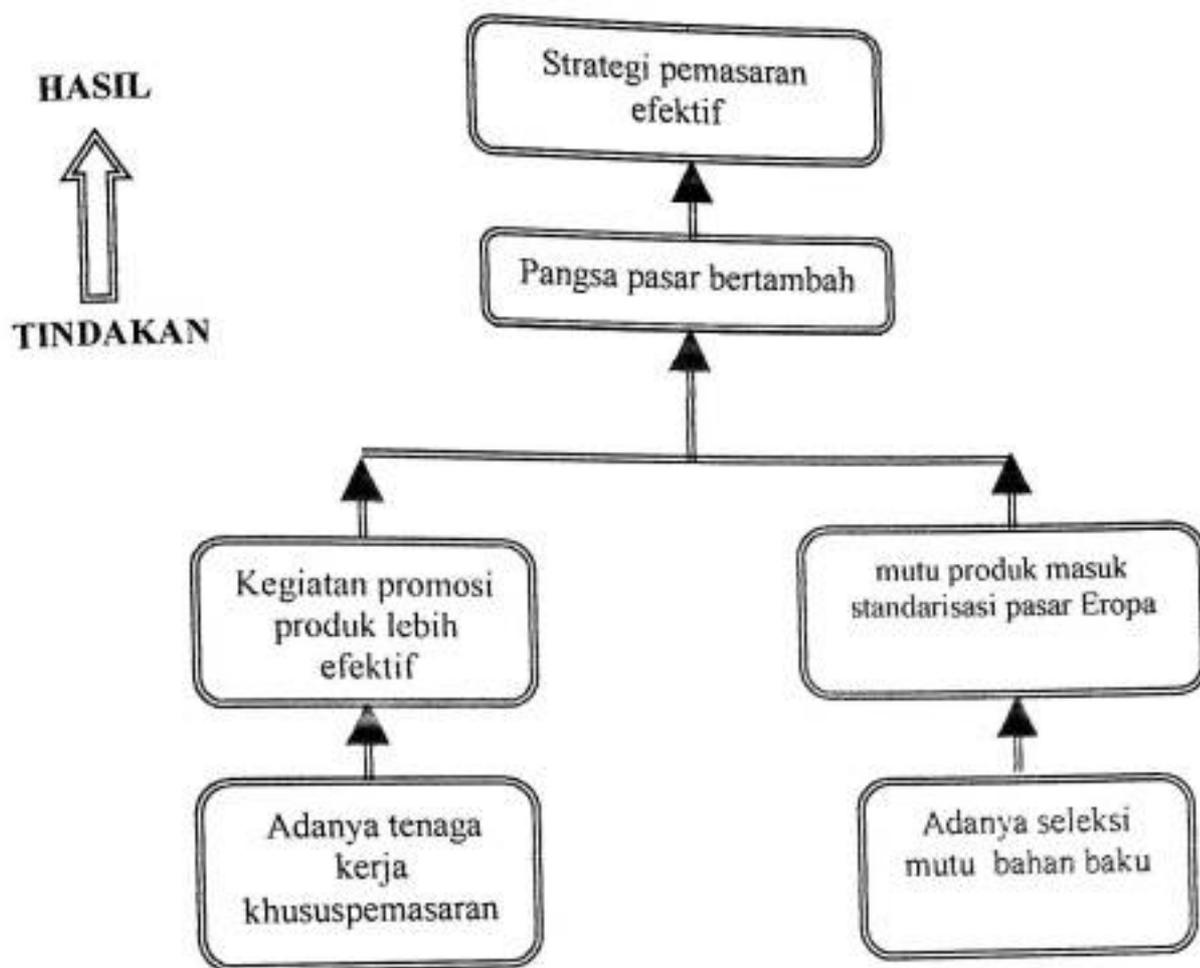 HASIL
TINDAKAN
Strategi pemasaran
efektif
Pangsa pasar bertambah
Kegiatan promosi
produk lebih
efektif
mutu produk masuk
standarisasi pasar Eropa
Adanya tenaga
kerja
khususpemasaran
Adanya seleksi
mutu bahan baku